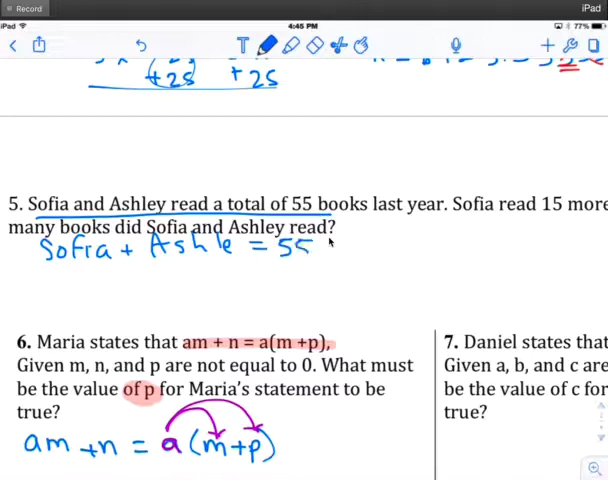 Record
iPad
iPad
4:45 PM
77%
T
+ 25 + 25
5. Sofia and Ashley read a total of 55 books last year. Sofia read 15 more
many books did Sofia and Ashley read?
Sofia + Ashle = 55
6. Maria states that am + n = a(m +p),
Given m, n, and p are not equal to 0. What must
be the value of p for Maria's statement to be
true?
am + n = a (m + p)
7. Daniel states that
Given a, b, and c are
be the value of c for
true?